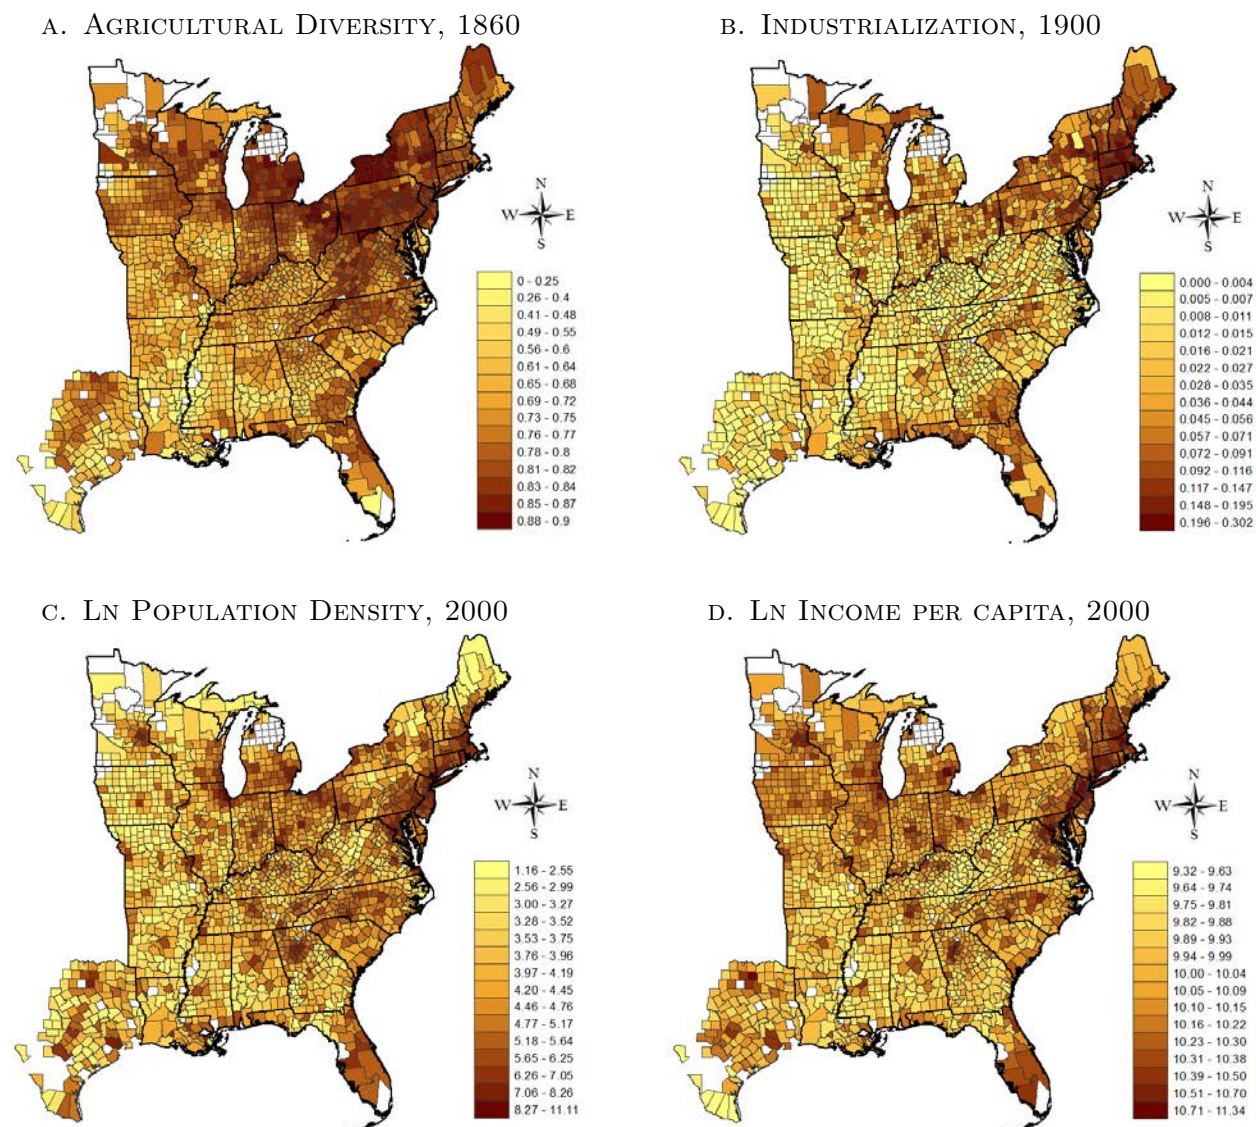 A. Agricultural Diversity, 1860
N
W E
S
0 - 0.25
0.26 - 0.4
0.41 - 0.48
0.49 - 0.55
0.56 - 0.6
0.61 - 0.64
0.65 - 0.68
0.69 - 0.72
0.73 - 0.75
0.76 - 0.77
0.78 - 0.8
0.81 - 0.82
0.83 - 0.84
0.85 - 0.87
0.88 - 0.9
B. Industrialization, 1900
N
W E
S
0.000 - 0.004
0.005 - 0.007
0.008 - 0.011
0.012 - 0.015
0.016 - 0.021
0.022 - 0.027
0.028 - 0.035
0.036 - 0.044
0.045 - 0.056
0.057 - 0.071
0.072 - 0.091
0.092 - 0.116
0.117 - 0.147
0.148 - 0.195
0.196 - 0.302
C. Ln Population Density, 2000
N
W E
S
1.16 - 2.55
2.56 - 2.99
3.00 - 3.27
3.28 - 3.52
3.53 - 3.75
3.76 - 3.96
3.97 - 4.19
4.20 - 4.45
4.46 - 4.76
4.77 - 5.17
5.18 - 5.64
5.65 - 6.25
6.26 - 7.05
7.06 - 8.26
8.27 - 11.11
D. Ln Income per capita, 2000
N
W E
S
9.32 - 9.63
9.64 - 9.74
9.75 - 9.81
9.82 - 9.88
9.89 - 9.93
9.94 - 9.99
10.00 - 10.04
10.05 - 10.09
10.10 - 10.15
10.16 - 10.22
10.23 - 10.30
10.31 - 10.38
10.39 - 10.50
10.51 - 10.70
10.71 - 11.34